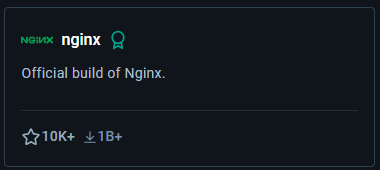 NGINX nginx
Official build of Nginx.
10K+ 1B+